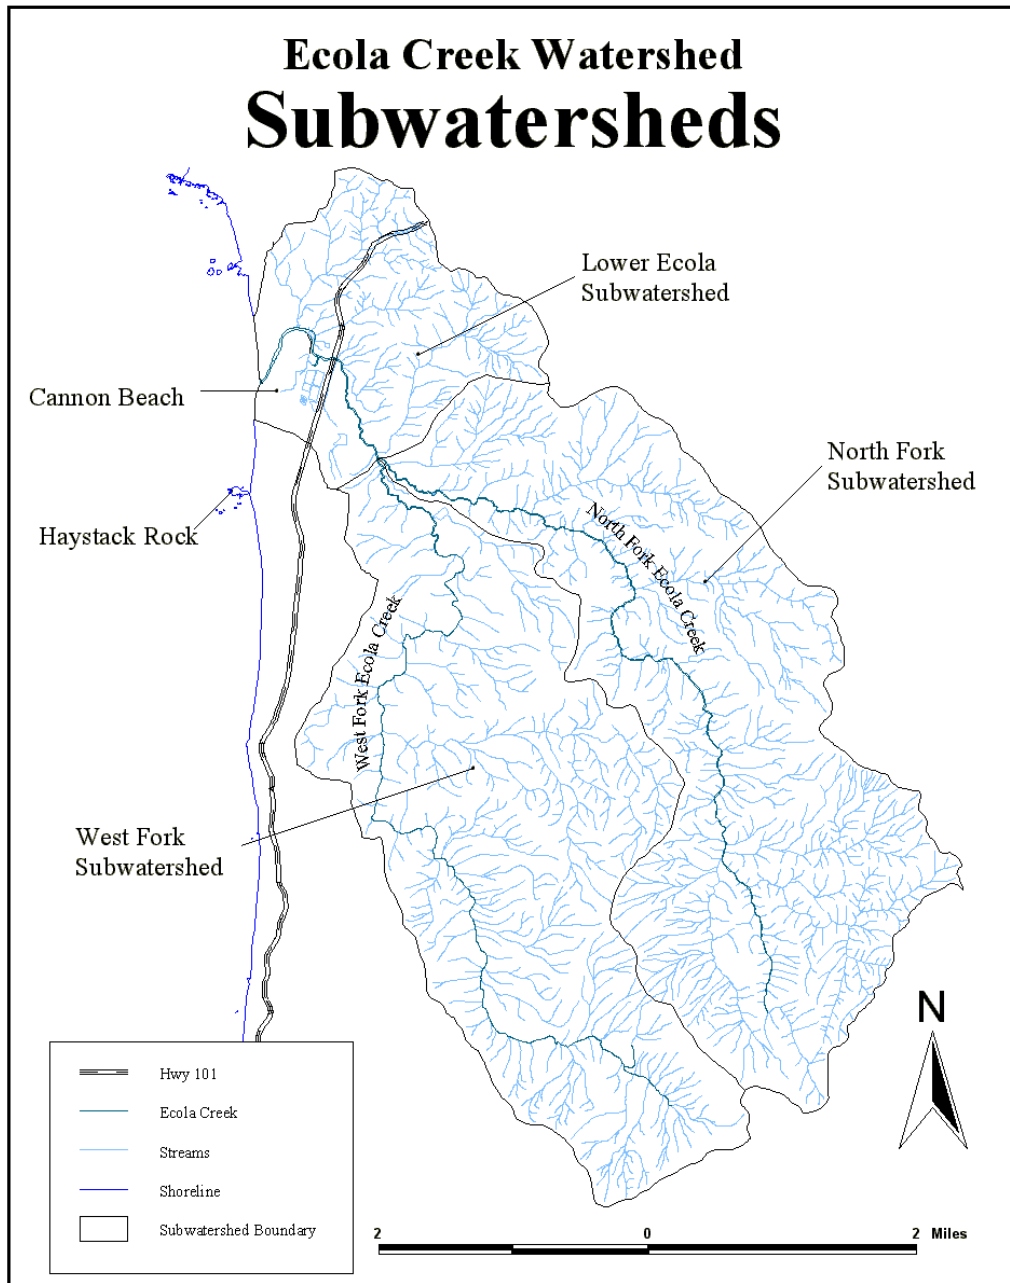 Ecola Creek Watershed
Subwatersheds
Lower Ecola
Subwatershed
Cannon Beach
North Fork
Subwatershed
Haystack Rock
North Fork Ecola Creek
West Fork Ecola Creek
West Fork
Subwatershed
N
Hwy 101
Ecola Creek
Streams
Shoreline
Subwatershed Boundary
2 0 2 Miles